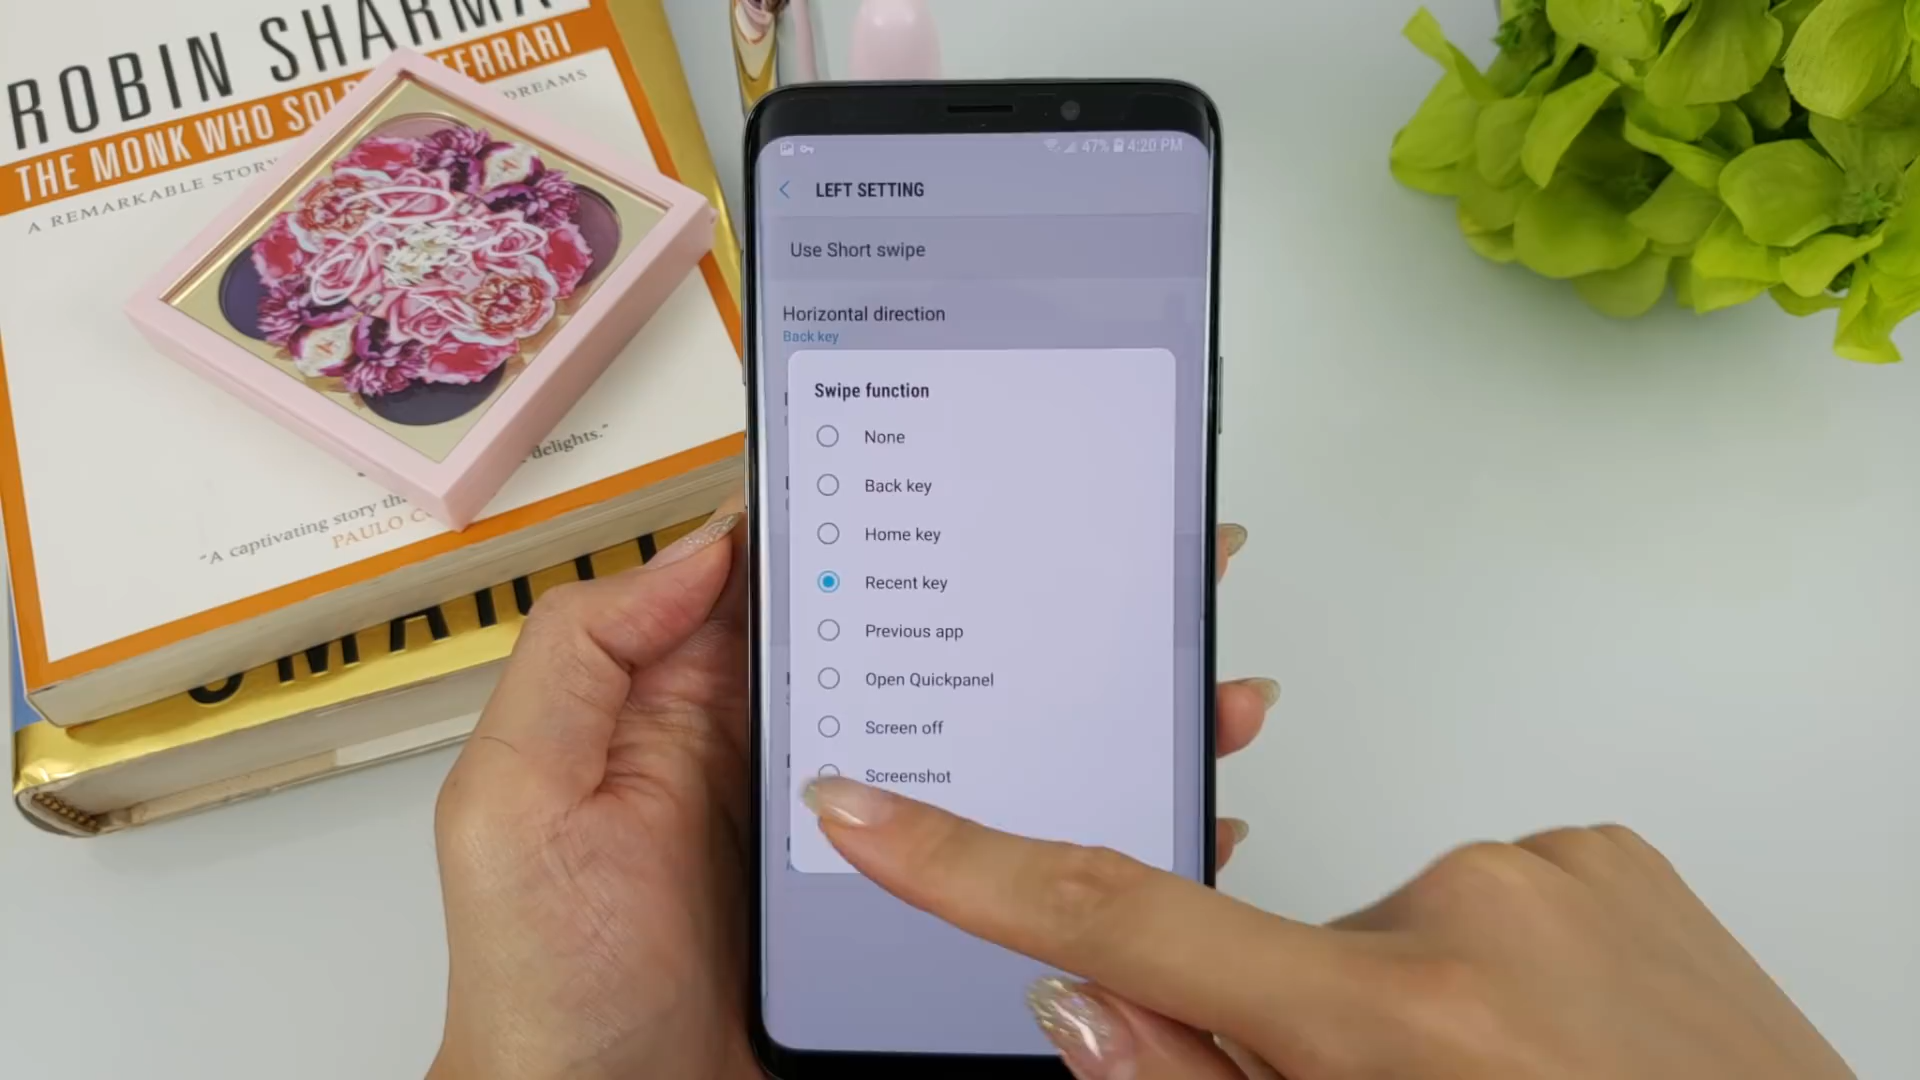 ROBIN SHARMA
THE MONK WHO SOL FERRARI
A REMARKABLE STORY DREAMS
delights."
"A captivating story th
PAULO C
47% 4:20 PM
LEFT SETTING
Use Short swipe
Horizontal direction
Back key
Swipe function
None
Back key
Home key
Recent key
Previous app
Open Quickpanel
Screen off
Screenshot